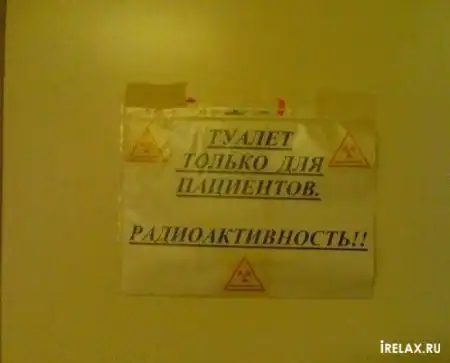 ТУАЛЕТ
ТОЛЬКО ДЛЯ
ПАЦИЕНТОВ.
РАДИОАКТИВНОСТЬ!!
iRELAX.RU